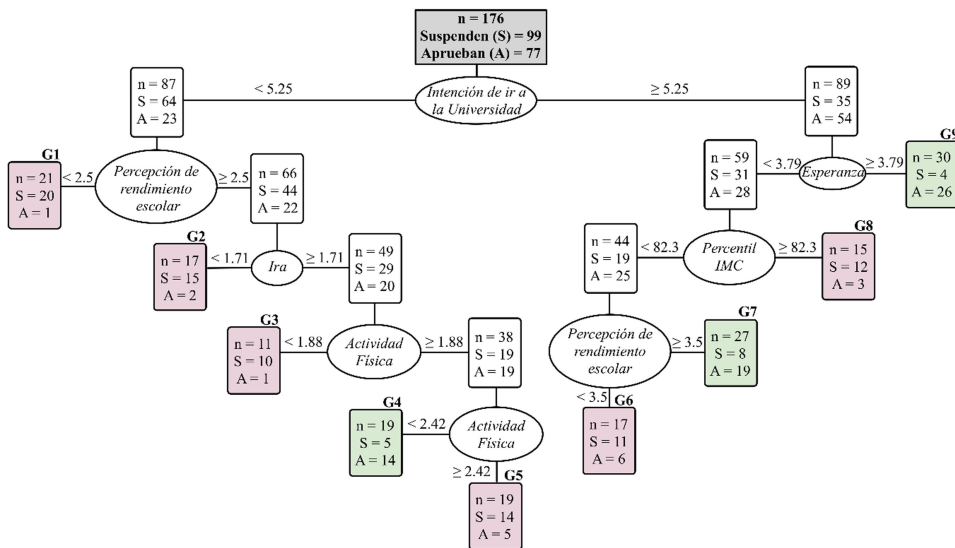 n = 176
Suspenden (S) = 99
Aprueban (A) = 77
Intención de ir a
la Universidad
< 5.25
≥ 5.25
n = 87
S = 64
A = 23
n = 89
S = 35
A = 54
G1
n = 21
S = 20
A = 1
< 2.5
Percepción de
rendimiento
escolar
≥ 2.5
n = 66
S = 44
A = 22
n = 59
S = 31
A = 28
< 3.79
Esperanza
≥ 3.79
G9
n = 30
S = 4
A = 26
G2
n = 17
S = 15
A = 2
< 1.71
Ira
≥ 1.71
n = 49
S = 29
A = 20
n = 44
S = 19
A = 25
< 82.3
Percentil
IMC
≥ 82.3
G8
n = 15
S = 12
A = 3
G3
n = 11
S = 10
A = 1
< 1.88
Actividad
Física
≥ 1.88
n = 38
S = 19
A = 19
Percepción de
rendimiento
escolar
≥ 3.5
G7
n = 27
S = 8
A = 19
< 3.5
G6
n = 17
S = 11
A = 6
G4
n = 19
S = 5
A = 14
< 2.42
Actividad
Física
≥ 2.42
G5
n = 19
S = 14
A = 5